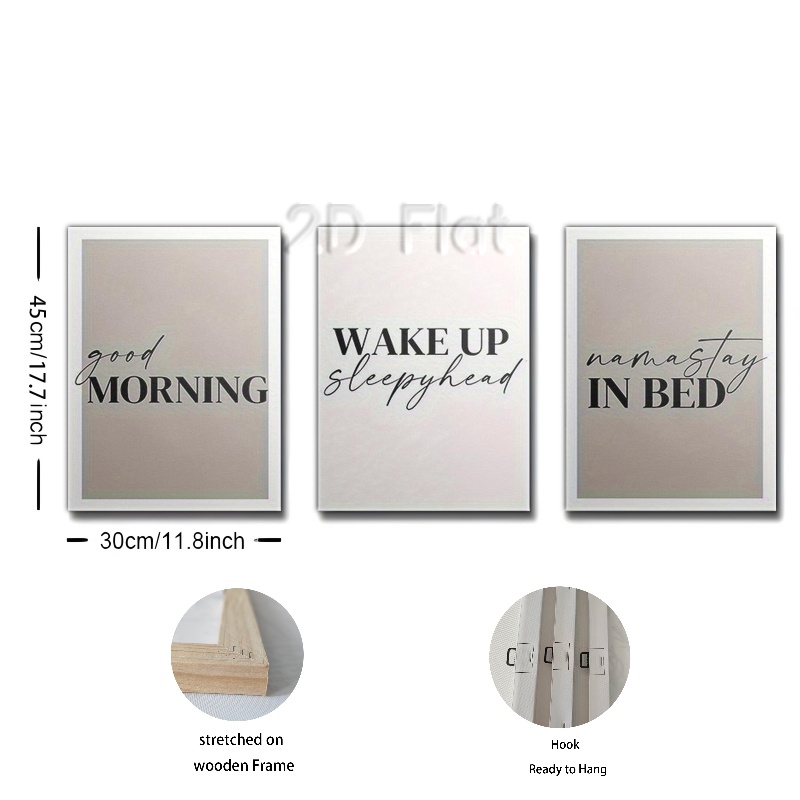 2.D Flat
good
MORNING
WAKE UP
sleepyhead
namastay
IN BED
45cm/17.7inch
30cm/11.8inch
stretched on
wooden Frame
Hook
Ready to Hang